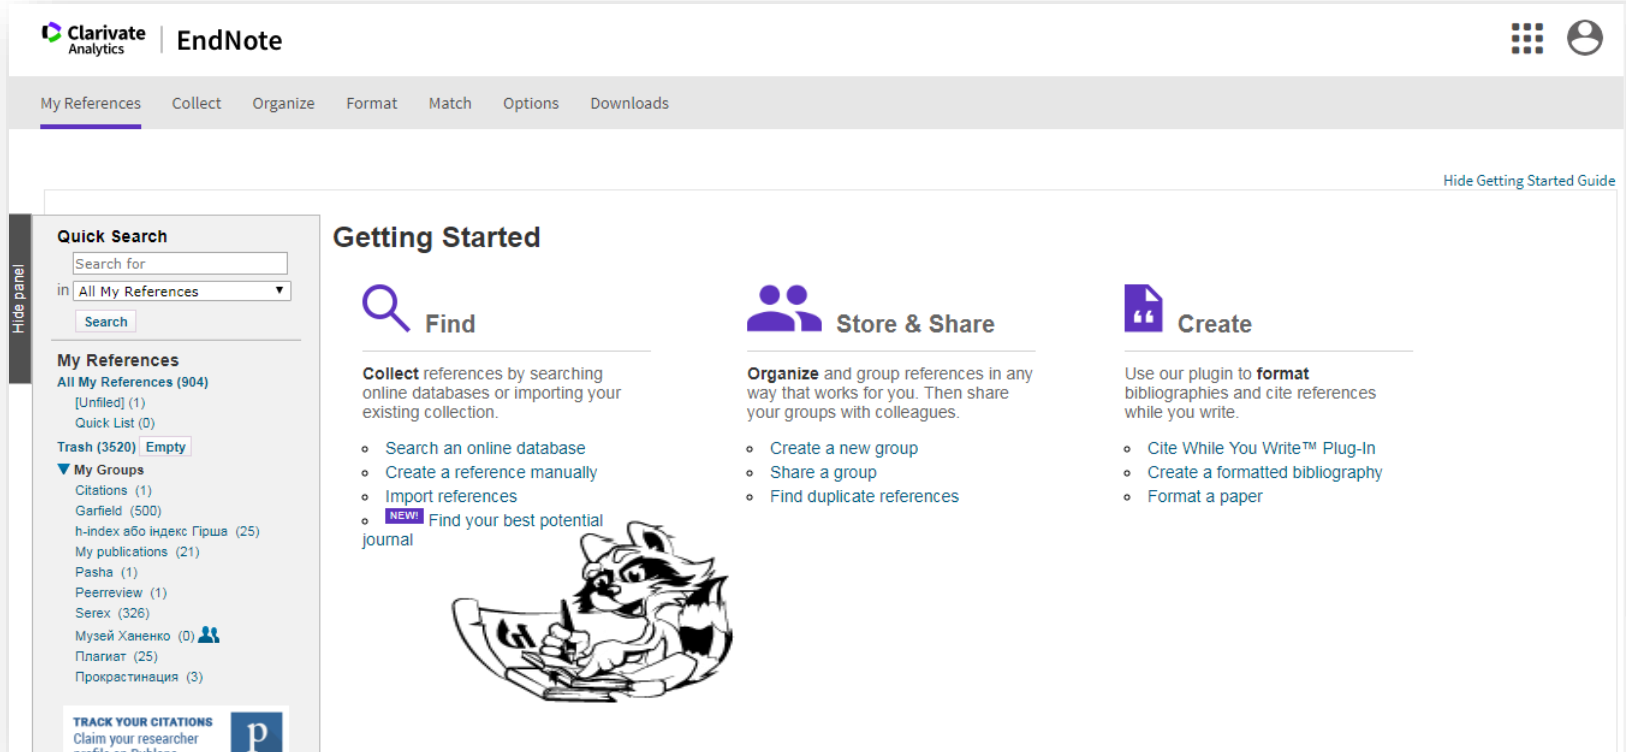 Clarivate
Analytics
EndNote
My References Collect Organize Format Match Options Downloads
Hide Getting Started Guide
Hide panel
Quick Search
Search for
in All My References
Search
My References
All My References (904)
[Unfiled] (1)
Quick List (0)
Trash (3520) Empty
My Groups
Citations (1)
Garfield (500)
h-index або індекс Гірша (25)
My publications (21)
Pasha (1)
Peerreview (1)
Serex (326)
Музей Ханенко (0)
Плагиат (25)
Прокрастинация (3)
TRACK YOUR CITATIONS
Claim your researcher
profile on Publons
p
Getting Started
Find
Collect references by searching
online databases or importing your
existing collection.
Search an online database
Create a reference manually
Import references
NEW! Find your best potential
journal
Store & Share
Organize and group references in any
way that works for you. Then share
your groups with colleagues.
Create a new group
Share a group
Find duplicate references
Create
Use our plugin to format
bibliographies and cite references
while you write.
Cite While You Write™ Plug-In
Create a formatted bibliography
Format a paper